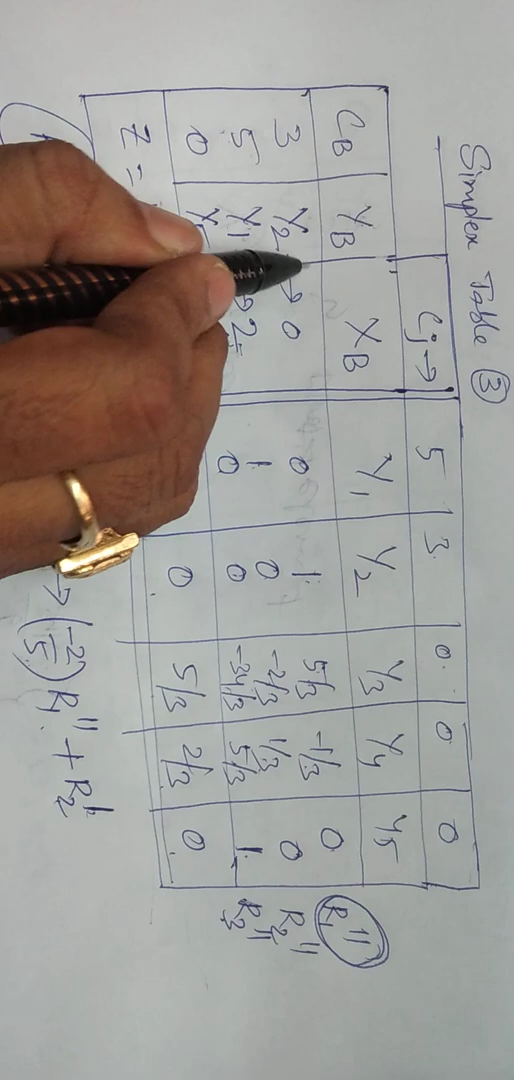 Simplex Table ③
Cj → 5 3 0 0 0
CB YB XB Y1 Y2 Y3 Y4 Y5
3 Y2 → 0 0 1 5/3 -1/3 0 R1''
5 Y1 → 2 1 0 -2/3 1/3 0 R2''
0 0 0 -34/3 5/3 1 R3''
Z = 0 5/3 2/3 0
→ (-2/5) R1'' + R2'